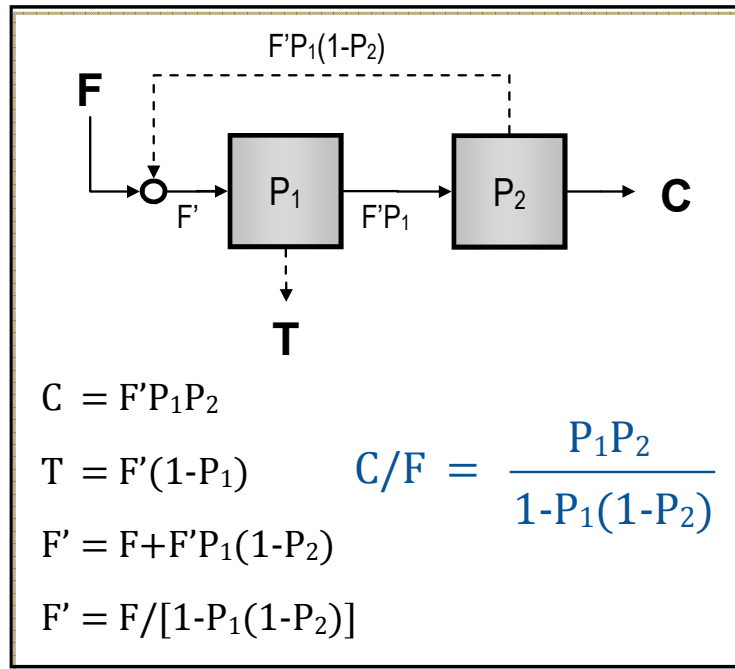 F'P₁(1-P₂)
F
P₁
P₂
C
F'
F'P₁
T
C = F'P₁P₂
T = F'(1-P₁)
C/F = P₁P₂
1-P₁(1-P₂)
F' = F+F'P₁(1-P₂)
F' = F/[1-P₁(1-P₂)]